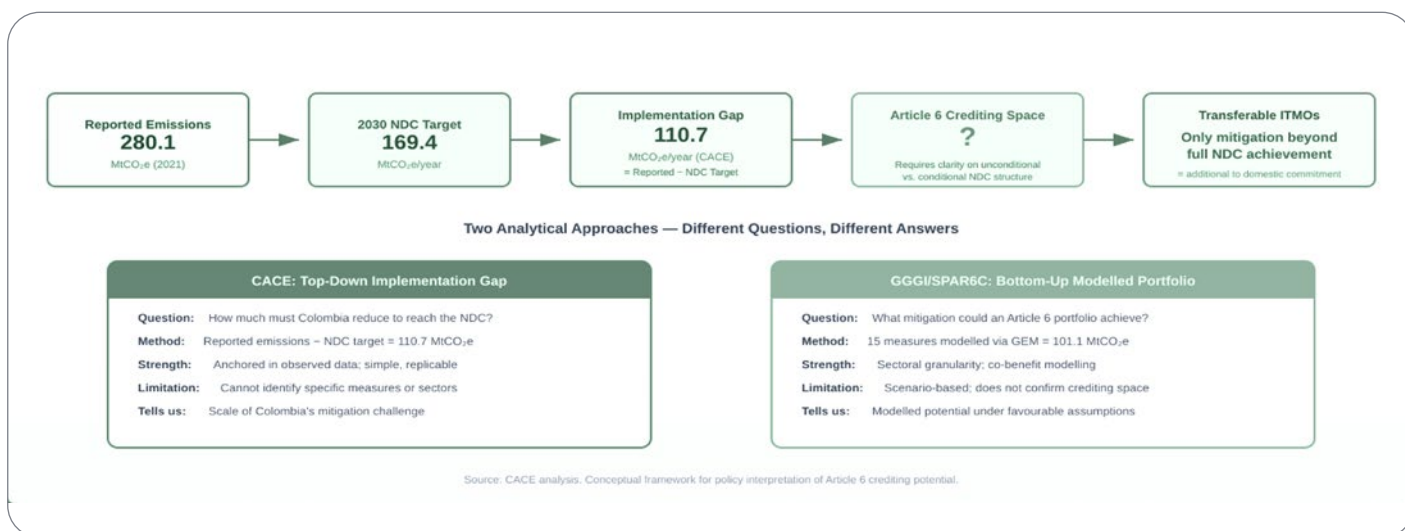 Reported Emissions
280.1
MtCO₂e (2021)
2030 NDC Target
169.4
MtCO₂e/year
Implementation Gap
110.7
MtCO₂e/year (CACE)
= Reported − NDC Target
Article 6 Crediting Space
?
Requires clarity on unconditional
vs. conditional NDC structure
Transferable ITMOs
Only mitigation beyond
full NDC achievement
= additional to domestic commitment
Two Analytical Approaches — Different Questions, Different Answers
CACE: Top-Down Implementation Gap
Question: How much must Colombia reduce to reach the NDC?
Method: Reported emissions − NDC target = 110.7 MtCO₂e
Strength: Anchored in observed data; simple, replicable
Limitation: Cannot identify specific measures or sectors
Tells us: Scale of Colombia's mitigation challenge
GGGI/SPAR6C: Bottom-Up Modelled Portfolio
Question: What mitigation could an Article 6 portfolio achieve?
Method: 15 measures modelled via GEM = 101.1 MtCO₂e
Strength: Sectoral granularity; co-benefit modelling
Limitation: Scenario-based; does not confirm crediting space
Tells us: Modelled potential under favourable assumptions
Source: CACE analysis. Conceptual framework for policy interpretation of Article 6 crediting potential.